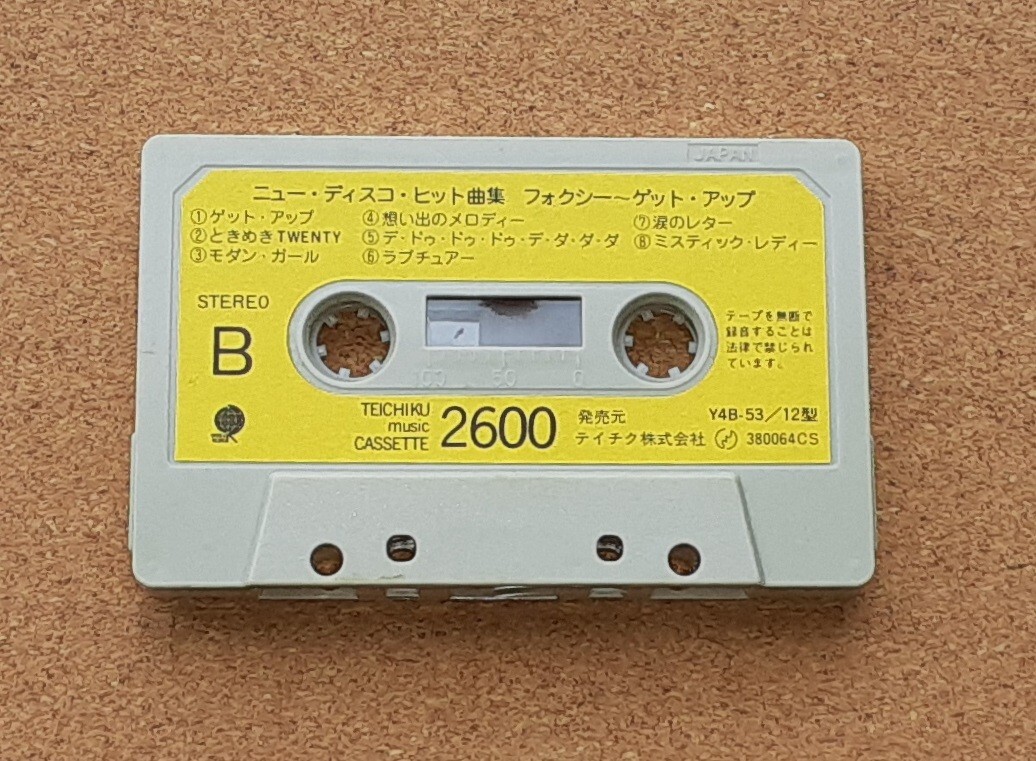 JAPAN
ニュー・ディスコ・ヒット曲集 フォクシー〜ゲット・アップ
①ゲット・アップ
②ときめきTWENTY
③モダン・ガール
④想い出のメロディー
⑤デ・ドゥ・ドゥ・ドゥ・デ・ダ・ダ・ダ
⑥ラブチュアー
⑦涙のレター
⑧ミスティック・レディー
STEREO
B
テープを無断で
録音することは
法律で禁じられ
ています。
100 50 0
TEICHIKU
music
CASSETTE
2600
発売元
テイチク株式会社
Y4B-53/12型
380064CS